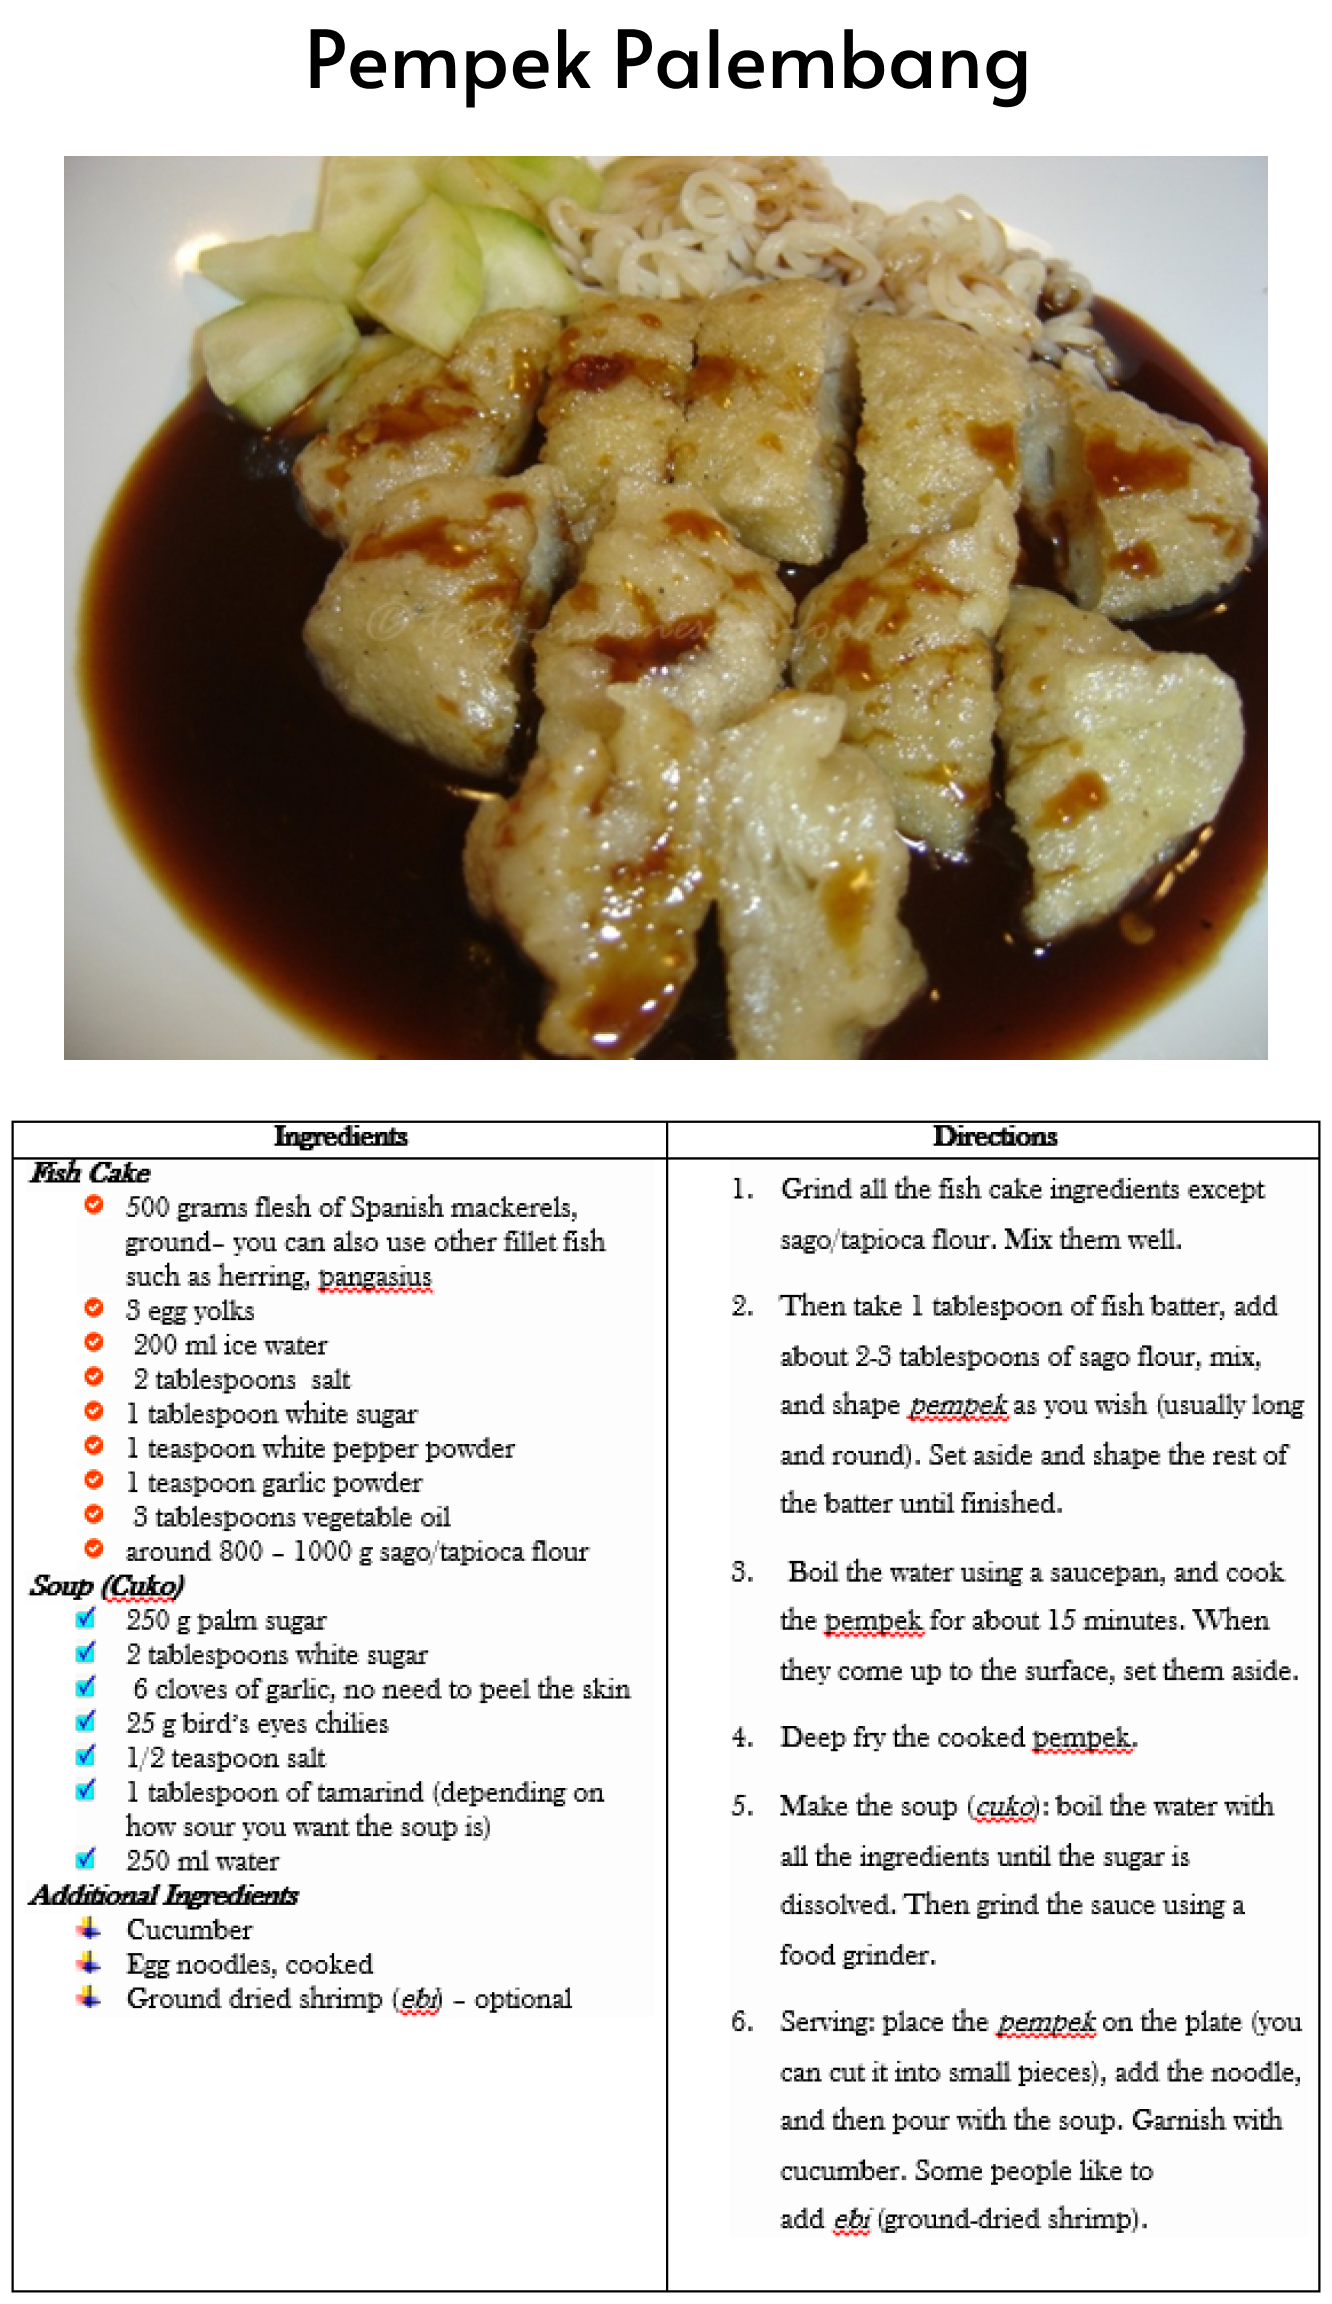 Pempek Palembang
Ingredients
Fish Cake
500 grams flesh of Spanish mackerels,
ground– you can also use other fillet fish
such as herring, pangasius
3 egg yolks
200 ml ice water
2 tablespoons salt
1 tablespoon white sugar
1 teaspoon white pepper powder
1 teaspoon garlic powder
3 tablespoons vegetable oil
around 800 – 1000 g sago/tapioca flour
Soup (Cuko)
250 g palm sugar
2 tablespoons white sugar
6 cloves of garlic, no need to peel the skin
25 g bird's eyes chilies
1/2 teaspoon salt
1 tablespoon of tamarind (depending on
how sour you want the soup is)
250 ml water
Additional Ingredients
Cucumber
Egg noodles, cooked
Ground dried shrimp (ebi) – optional
Directions
1. Grind all the fish cake ingredients except
sago/tapioca flour. Mix them well.
2. Then take 1 tablespoon of fish batter, add
about 2-3 tablespoons of sago flour, mix,
and shape pempek as you wish (usually long
and round). Set aside and shape the rest of
the batter until finished.
3. Boil the water using a saucepan, and cook
the pempek for about 15 minutes. When
they come up to the surface, set them aside.
4. Deep fry the cooked pempek.
5. Make the soup (cuko): boil the water with
all the ingredients until the sugar is
dissolved. Then grind the sauce using a
food grinder.
6. Serving: place the pempek on the plate (you
can cut it into small pieces), add the noodle,
and then pour with the soup. Garnish with
cucumber. Some people like to
add ebi (ground-dried shrimp).